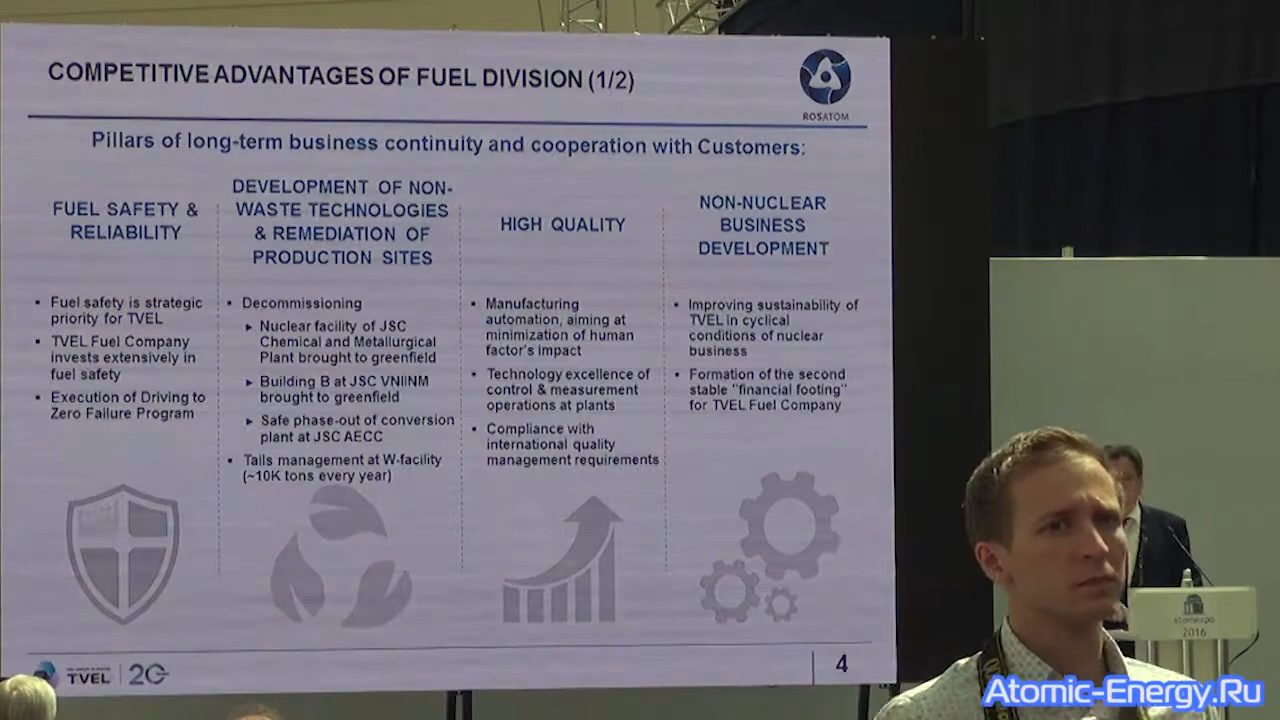 COMPETITIVE ADVANTAGES OF FUEL DIVISION (1/2)
ROSATOM
Pillars of long-term business continuity and cooperation with Customers:
FUEL SAFETY &
RELIABILITY
▪ Fuel safety is strategic
priority for TVEL
▪ TVEL Fuel Company
invests extensively in
fuel safety
▪ Execution of Driving to
Zero Failure Program
DEVELOPMENT OF NON-
WASTE TECHNOLOGIES
& REMEDIATION OF
PRODUCTION SITES
▪ Decommissioning
► Nuclear facility of JSC
Chemical and Metallurgical
Plant brought to greenfield
► Building B at JSC VNIINM
brought to greenfield
► Safe phase-out of conversion
plant at JSC AECC
▪ Tails management at W-facility
(~10K tons every year)
HIGH QUALITY
▪ Manufacturing
automation, aiming at
minimization of human
factor's impact
▪ Technology excellence of
control & measurement
operations at plants
▪ Compliance with
international quality
management requirements
NON-NUCLEAR
BUSINESS
DEVELOPMENT
▪ Improving sustainability of
TVEL in cyclical
conditions of nuclear
business
▪ Formation of the second
stable "financial footing"
for TVEL Fuel Company
TVEL
20
4
atomexpo
2016
Atomic-Energy.Ru